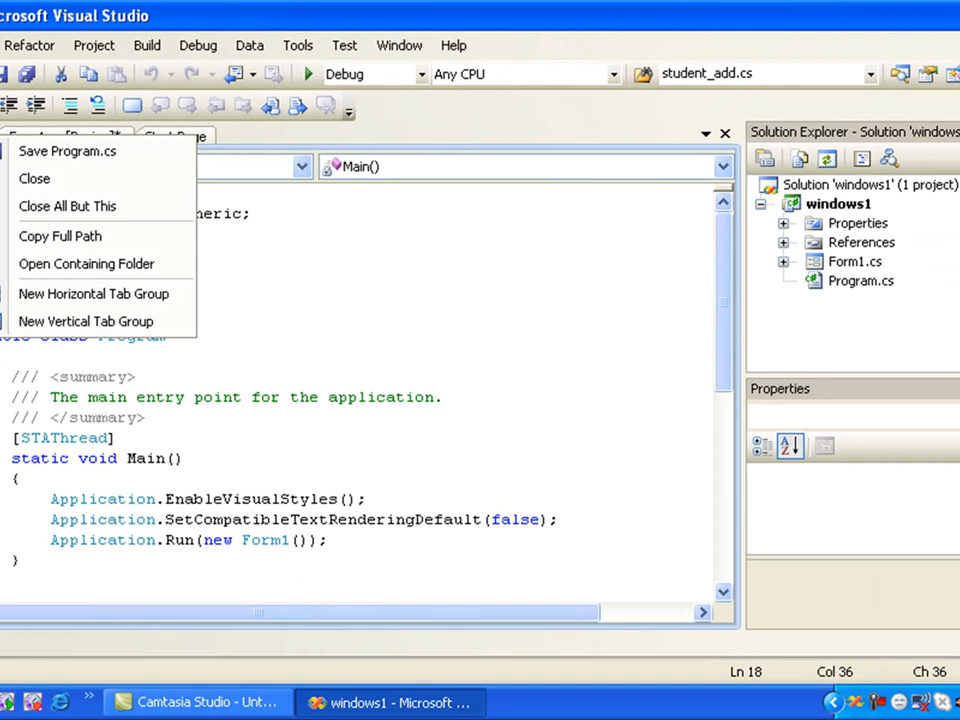 crosoft Visual Studio
Refactor Project Build Debug Data Tools Test Window Help
Debug Any CPU student_add.cs
Page
Save Program.cs
Close
Close All But This
Copy Full Path
Open Containing Folder
New Horizontal Tab Group
New Vertical Tab Group
Main()
neric;
/// <summary>
/// The main entry point for the application.
/// </summary>
[STAThread]
static void Main()
{
Application.EnableVisualStyles();
Application.SetCompatibleTextRenderingDefault(false);
Application.Run(new Form1());
}
Solution Explorer - Solution 'windows
Solution 'windows1' (1 project)
windows1
Properties
References
Form1.cs
Program.cs
Properties
Ln 18 Col 36 Ch 36
Camtasia Studio - Unt... windows1 - Microsoft ...